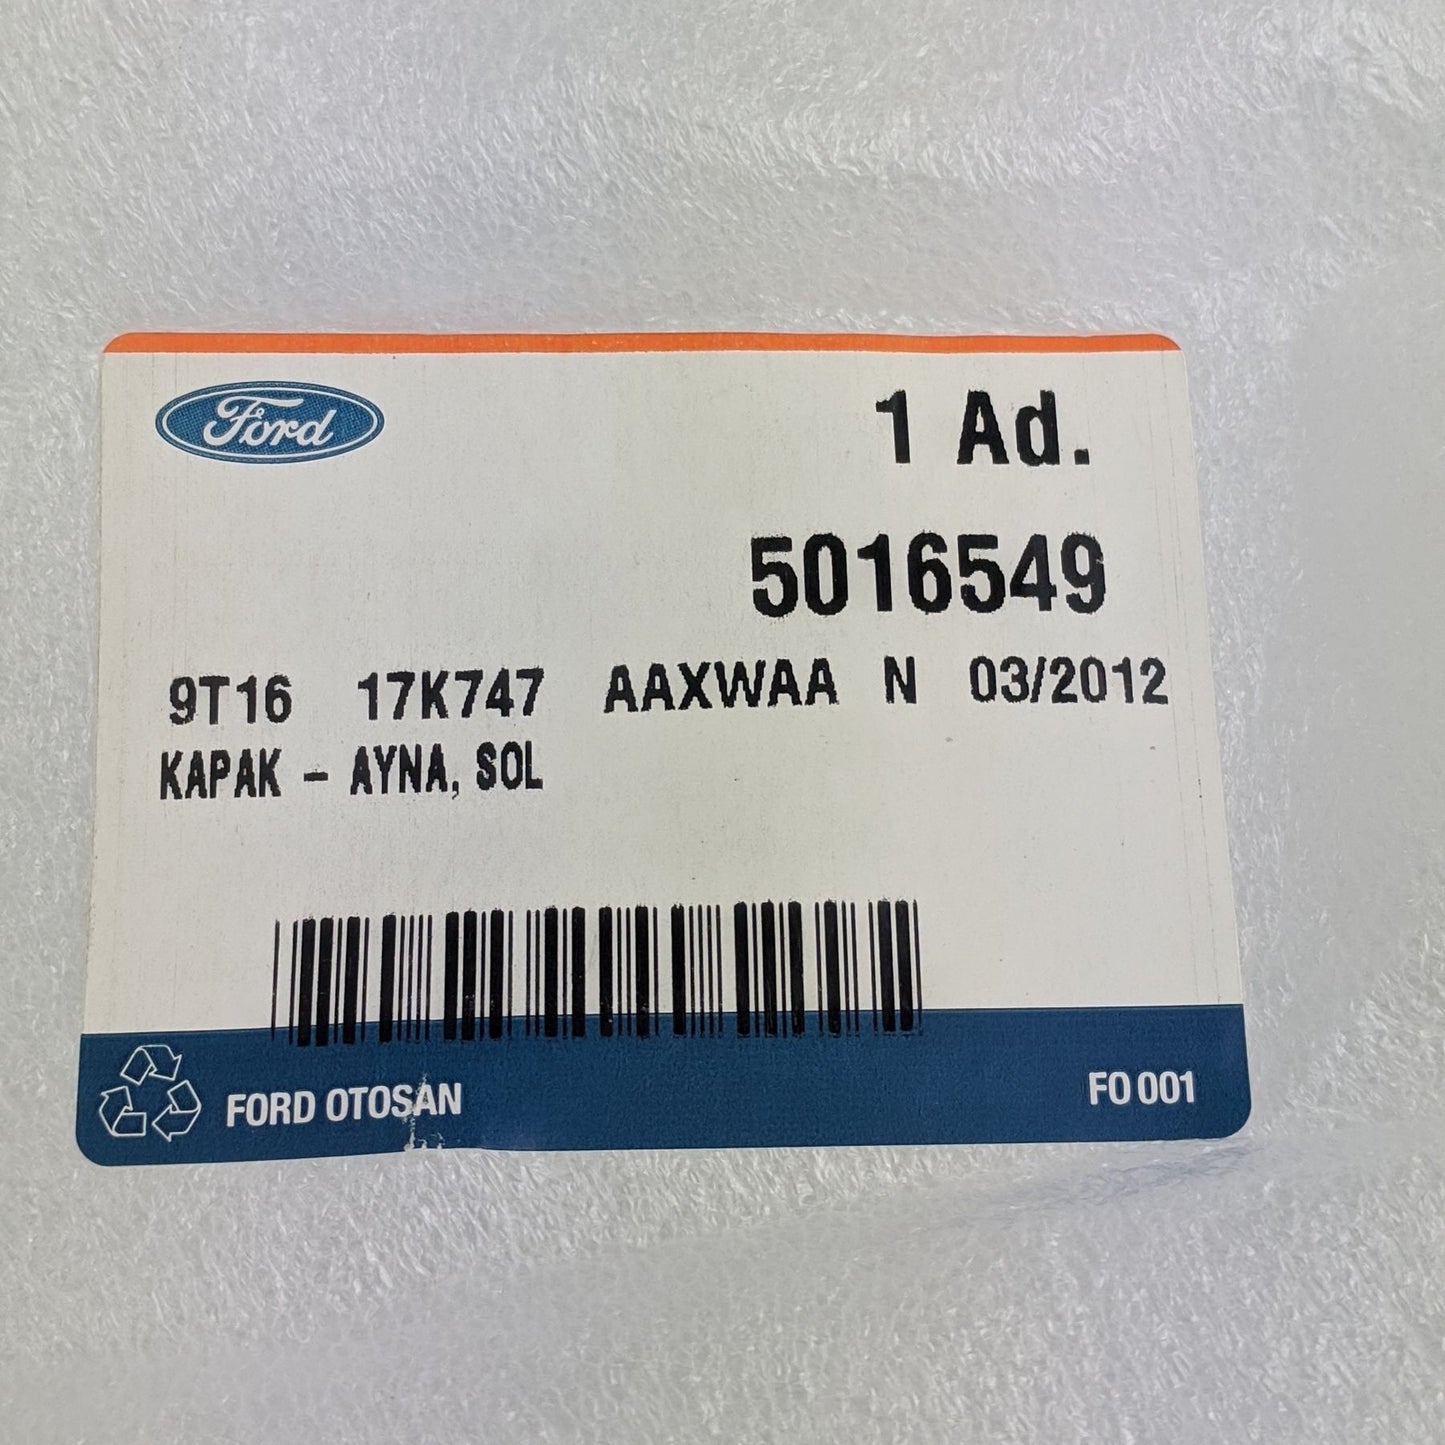 Ford
1 Ad.
5016549
9T16 17K747 AAXWAA N 03/2012
KAPAK - AYNA, SOL
FORD OTOSAN
FO 001